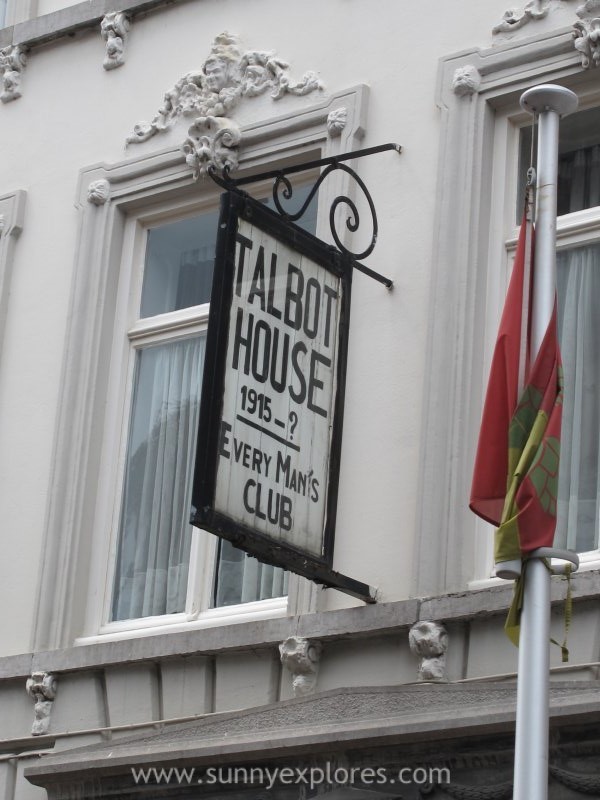 TALBOT
HOUSE
1915-?
EVERY MAN'S
CLUB
www.sunnyexplores.com